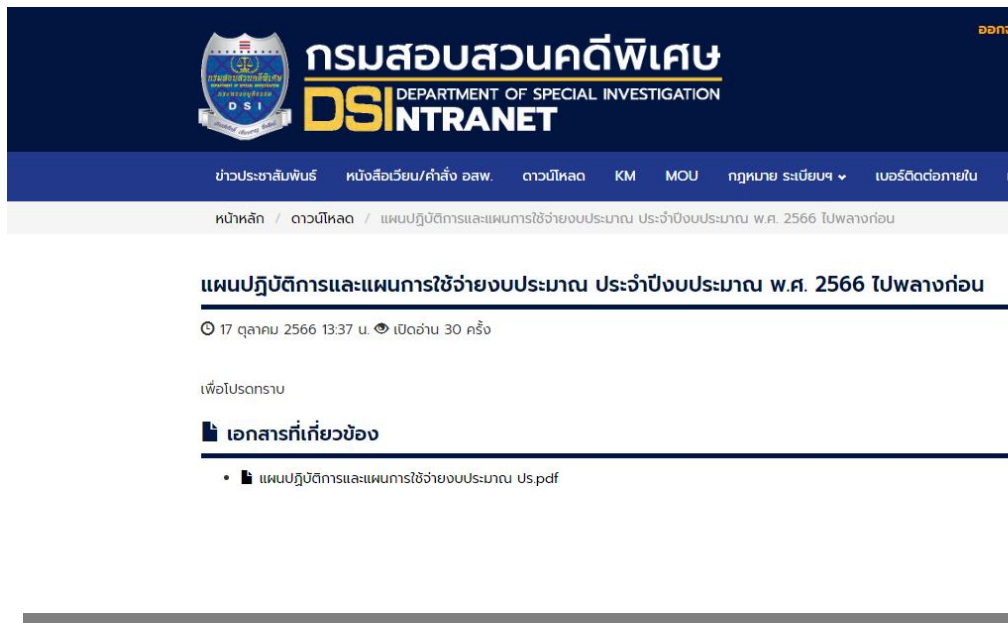 กรมสอบสวนคดีพิเศษ
DSI DEPARTMENT OF SPECIAL INVESTIGATION
INTRANET
DSI
ข่าวประชาสัมพันธ์ หนังสือเวียน/คำสั่ง อสพ. ดาวน์โหลด KM MOU กฎหมาย ระเบียบฯ เบอร์ติดต่อภายใน
หน้าหลัก / ดาวน์โหลด / แผนปฏิบัติการและแผนการใช้จ่ายงบประมาณ ประจำปีงบประมาณ พ.ศ. 2566 ไปพลางก่อน
แผนปฏิบัติการและแผนการใช้จ่ายงบประมาณ ประจำปีงบประมาณ พ.ศ. 2566 ไปพลางก่อน
17 ตุลาคม 2566 13:37 น. เปิดอ่าน 30 ครั้ง
เพื่อโปรดทราบ
เอกสารที่เกี่ยวข้อง
แผนปฏิบัติการและแผนการใช้จ่ายงบประมาณ ปร.pdf